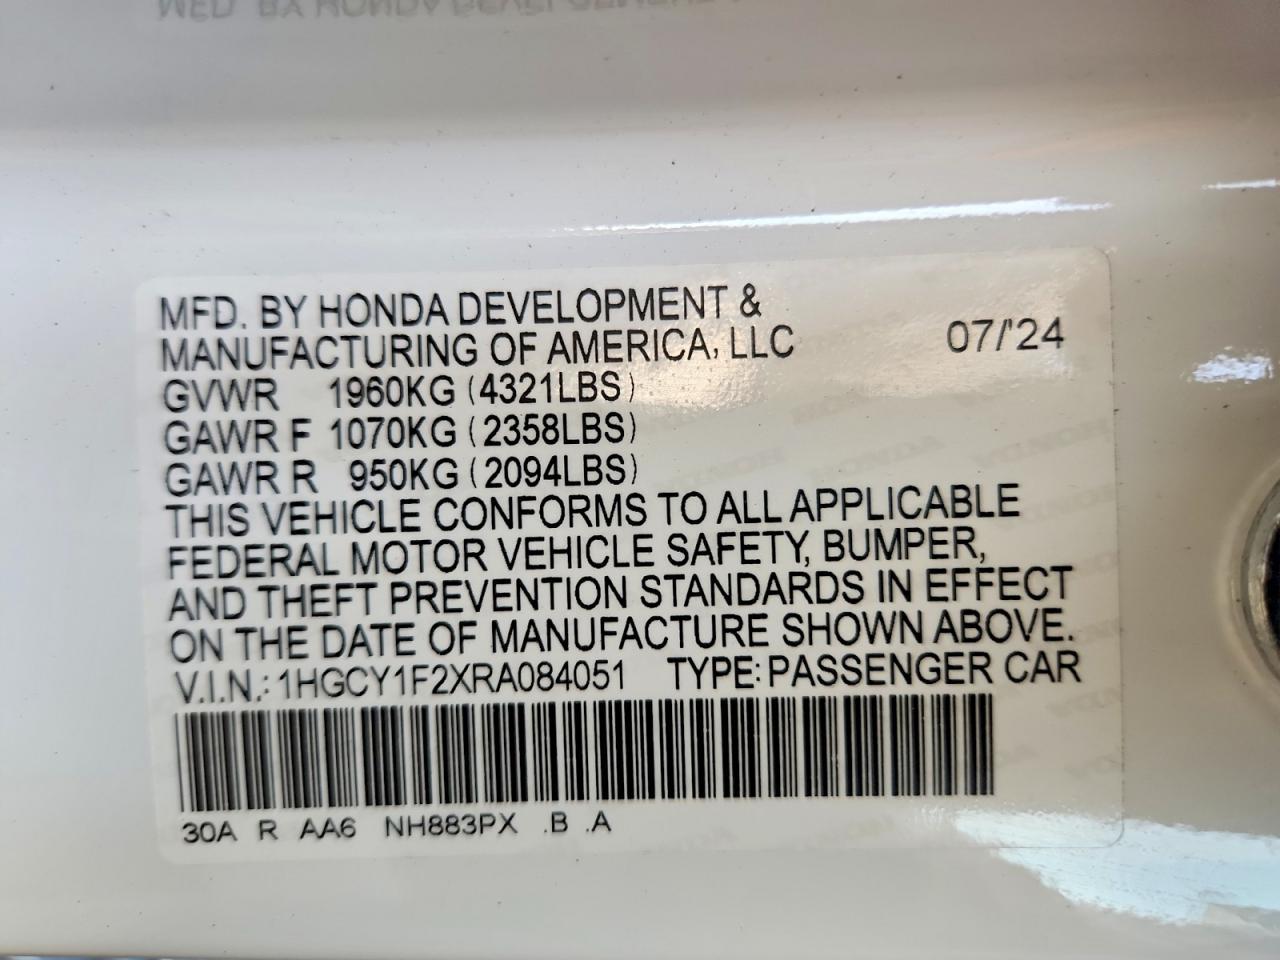 MFD. BY HONDA DEVELOPMENT &
MANUFACTURING OF AMERICA, LLC 07/'24
GVWR 1960KG (4321LBS)
GAWR F 1070KG (2358LBS)
GAWR R 950KG (2094LBS)
THIS VEHICLE CONFORMS TO ALL APPLICABLE
FEDERAL MOTOR VEHICLE SAFETY, BUMPER,
AND THEFT PREVENTION STANDARDS IN EFFECT
ON THE DATE OF MANUFACTURE SHOWN ABOVE.
V.I.N.: 1HGCY1F2XRA084051 TYPE: PASSENGER CAR
30A R AA6 NH883PX .B .A